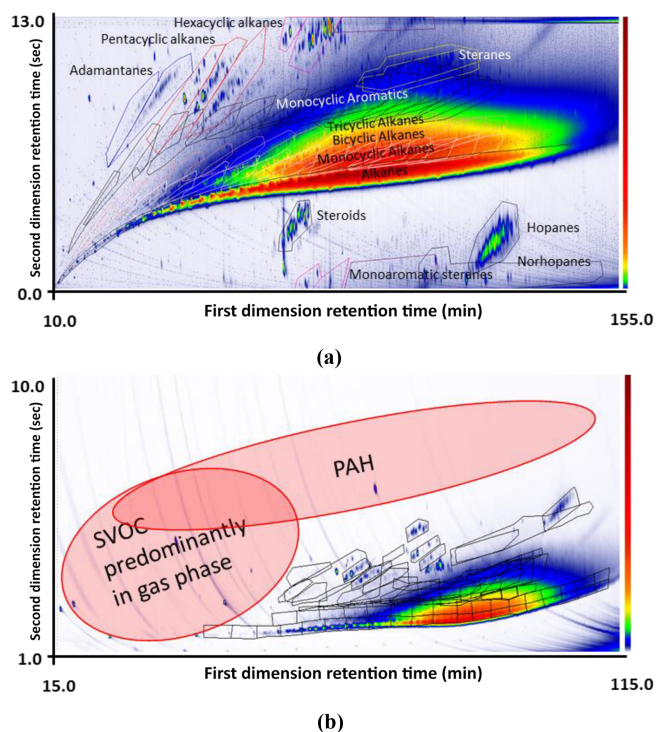 13.0
Hexacyclic alkanes
Pentacyclic alkanes
Adamantanes
Steranes
Monocyclic Aromatics
Tricyclic Alkanes
Bicyclic Alkanes
Monocyclic Alkanes
Alkanes
Steroids
Hopanes
Norhopanes
Monoaromatic steranes
Second dimension retention time (sec)
0.0
First dimension retention time (min)
10.0
155.0
(a)
10.0
PAH
SVOC
predominantly
in gas phase
Second dimension retention time (sec)
1.0
First dimension retention time (min)
15.0
115.0
(b)